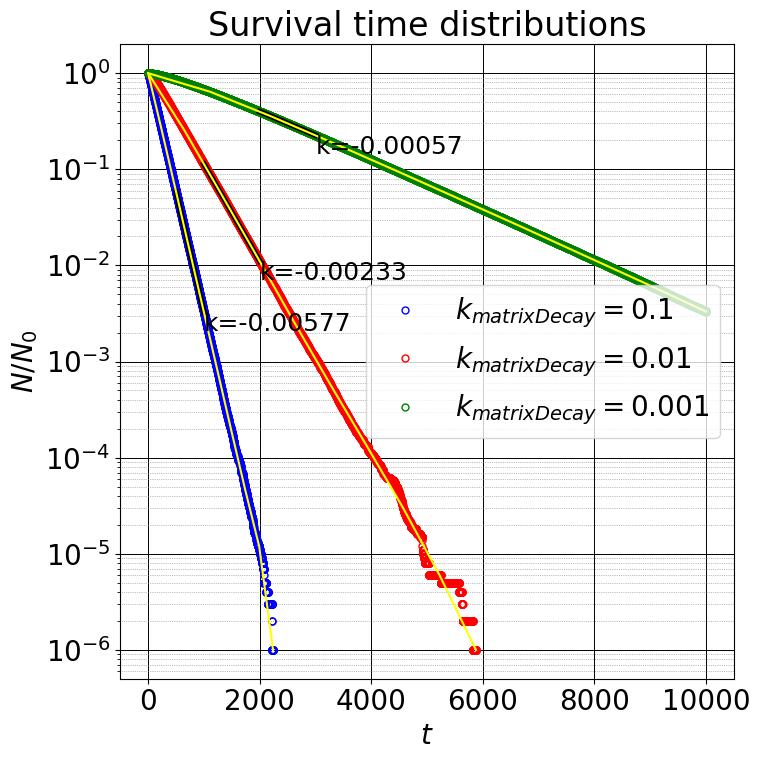 Survival time distributions
10^0
10^-1
10^-2
10^-3
10^-4
10^-5
10^-6
N/N_0
k=-0.00057
k=-0.00233
k=-0.00577
k_matrixDecay = 0.1
k_matrixDecay = 0.01
k_matrixDecay = 0.001
0 2000 4000 6000 8000 10000
t